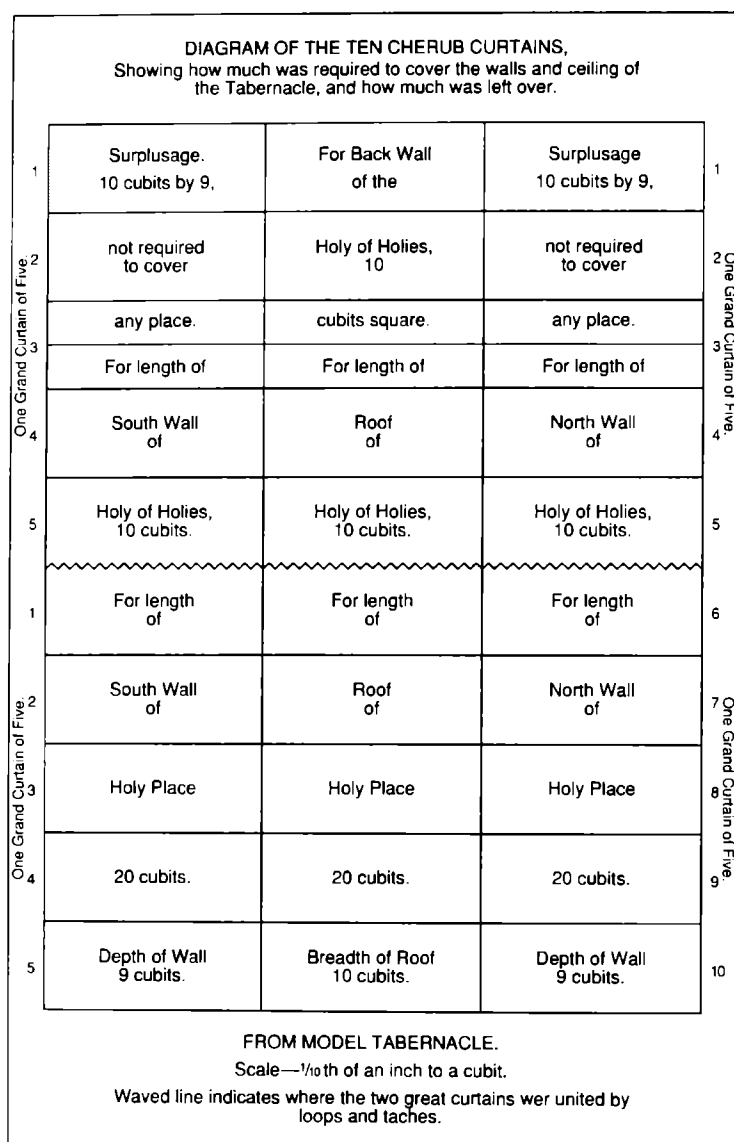 DIAGRAM OF THE TEN CHERUB CURTAINS,
Showing how much was required to cover the walls and ceiling of
the Tabernacle, and how much was left over.
One Grand Curtain of Five.
One Grand Curtain of Five.
1 Surplusage. For Back Wall Surplusage 1
10 cubits by 9, of the 10 cubits by 9,
2 not required Holy of Holies, not required 2
to cover 10 to cover
any place. cubits square. any place.
3 3
For length of For length of For length of
4 South Wall Roof North Wall 4
of of of
5 Holy of Holies, Holy of Holies, Holy of Holies, 5
10 cubits. 10 cubits. 10 cubits.
One Grand Curtain of Five.
One Grand Curtain of Five.
1 For length For length For length 6
of of of
2 South Wall Roof North Wall 7
of of of
3 Holy Place Holy Place Holy Place 8
4 20 cubits. 20 cubits. 20 cubits. 9
5 Depth of Wall Breadth of Roof Depth of Wall 10
9 cubits. 10 cubits. 9 cubits.
FROM MODEL TABERNACLE.
Scale—1/10th of an inch to a cubit.
Waved line indicates where the two great curtains wer united by
loops and taches.